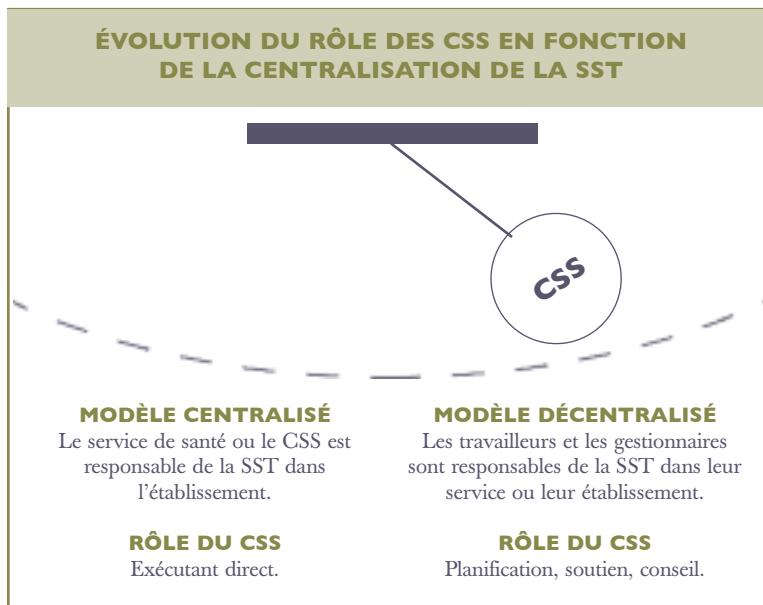 ÉVOLUTION DU RÔLE DES CSS EN FONCTION
DE LA CENTRALISATION DE LA SST
CSS
MODÈLE CENTRALISÉ
Le service de santé ou le CSS est
responsable de la SST dans
l’établissement.
RÔLE DU CSS
Exécutant direct.
MODÈLE DÉCENTRALISÉ
Les travailleurs et les gestionnaires
sont responsables de la SST dans leur
service ou leur établissement.
RÔLE DU CSS
Planification, soutien, conseil.